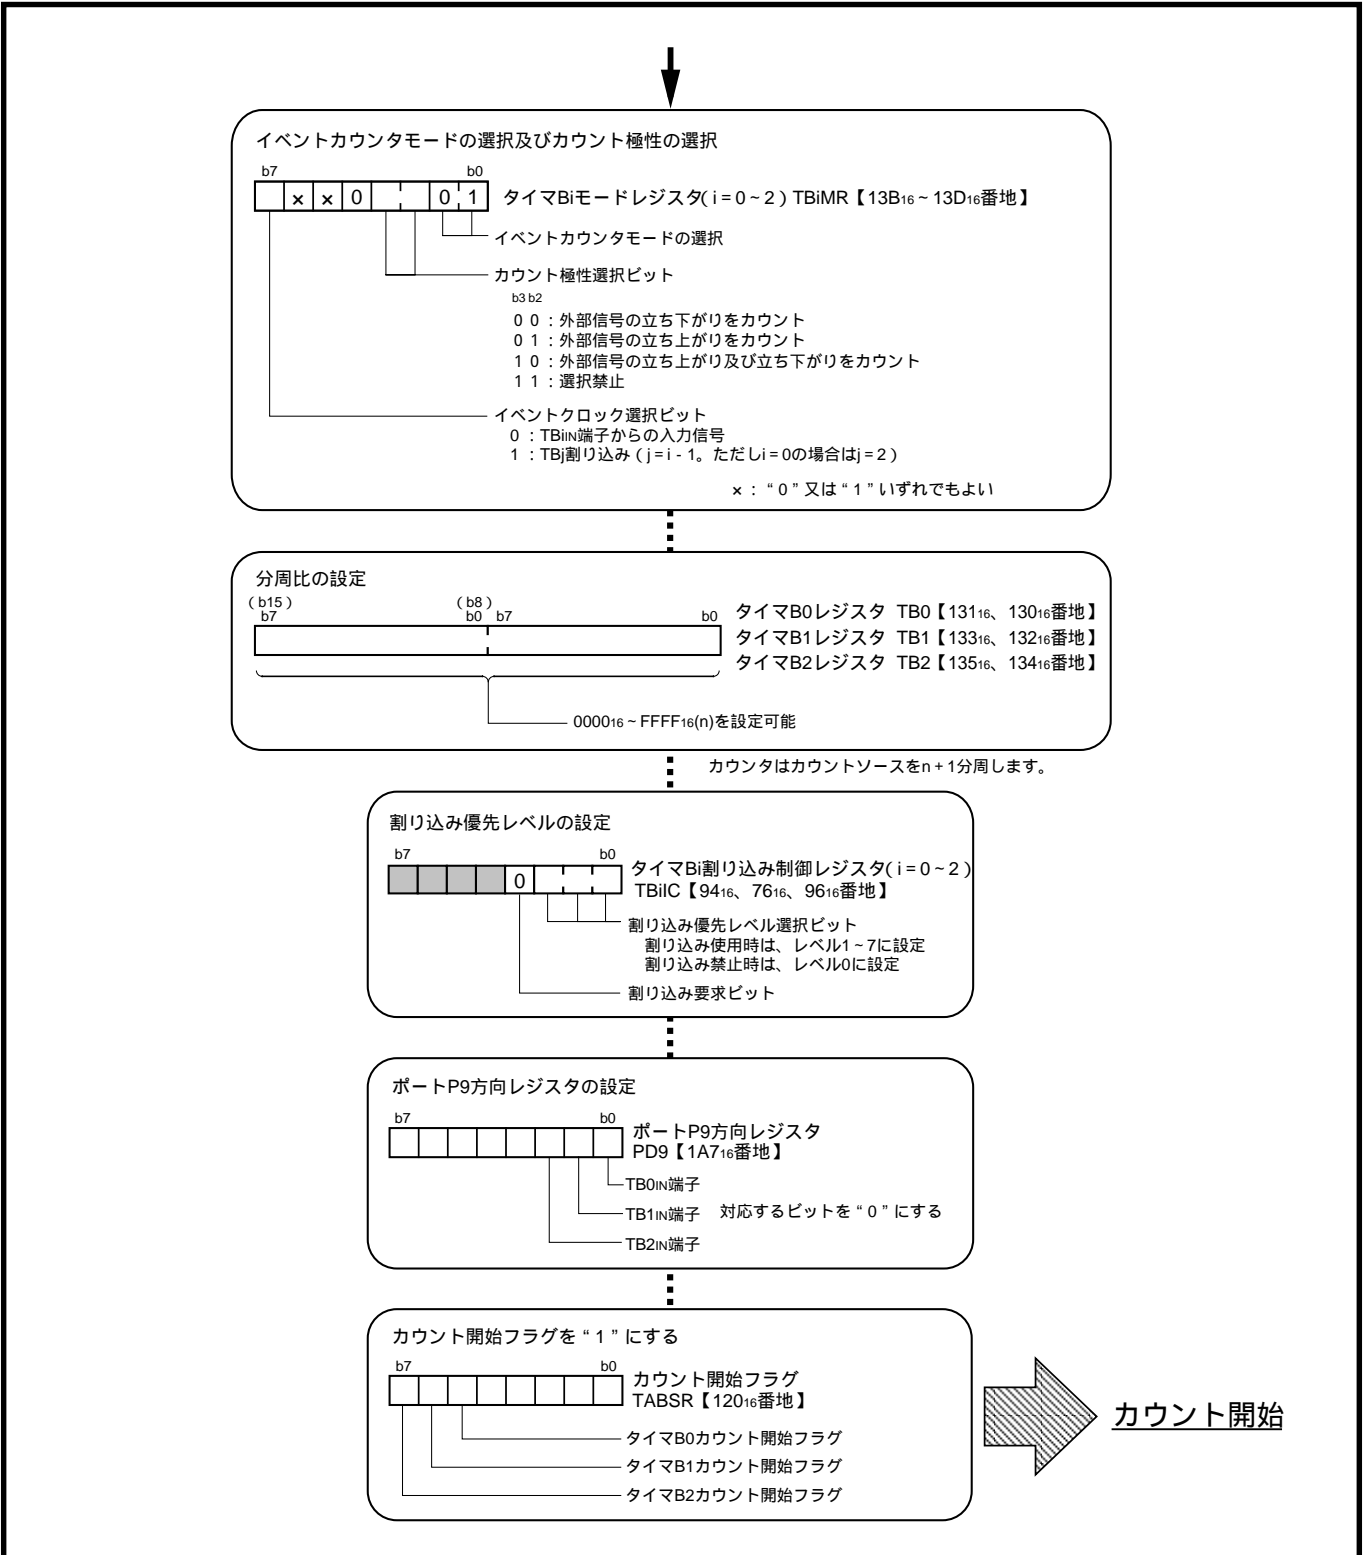 イベントカウンタモードの選択及びカウント極性の選択
b7 b0
× × 0 0 1 タイマBiモードレジスタ(i=0~2) TBiMR【13B16~13D16番地】
イベントカウンタモードの選択
カウント極性選択ビット
b3 b2
0 0:外部信号の立ち下がりをカウント
0 1:外部信号の立ち上がりをカウント
1 0:外部信号の立ち上がり及び立ち下がりをカウント
1 1:選択禁止
イベントクロック選択ビット
0:TBiIN端子からの入力信号
1:TBj割り込み(j=i-1。ただしi=0の場合はj=2)
×:“0”又は“1”いずれでもよい
分周比の設定
(b15) (b8)
b7 b0 b7 b0
タイマB0レジスタ TB0【13116、13016番地】
タイマB1レジスタ TB1【13316、13216番地】
タイマB2レジスタ TB2【13516、13416番地】
000016~FFFF16(n)を設定可能
カウンタはカウントソースをn+1分周します。
割り込み優先レベルの設定
b7 b0
タイマBi割り込み制御レジスタ(i=0~2)
0 TBiIC【9416、7616、9616番地】
割り込み優先レベル選択ビット
割り込み使用時は、レベル1~7に設定
割り込み禁止時は、レベル0に設定
割り込み要求ビット
ポートP9方向レジスタの設定
b7 b0
ポートP9方向レジスタ
PD9【1A716番地】
TB0IN端子
TB1IN端子 対応するビットを“0”にする
TB2IN端子
カウント開始フラグを“1”にする
b7 b0
カウント開始フラグ
TABSR【12016番地】
タイマB0カウント開始フラグ
タイマB1カウント開始フラグ
タイマB2カウント開始フラグ
カウント開始